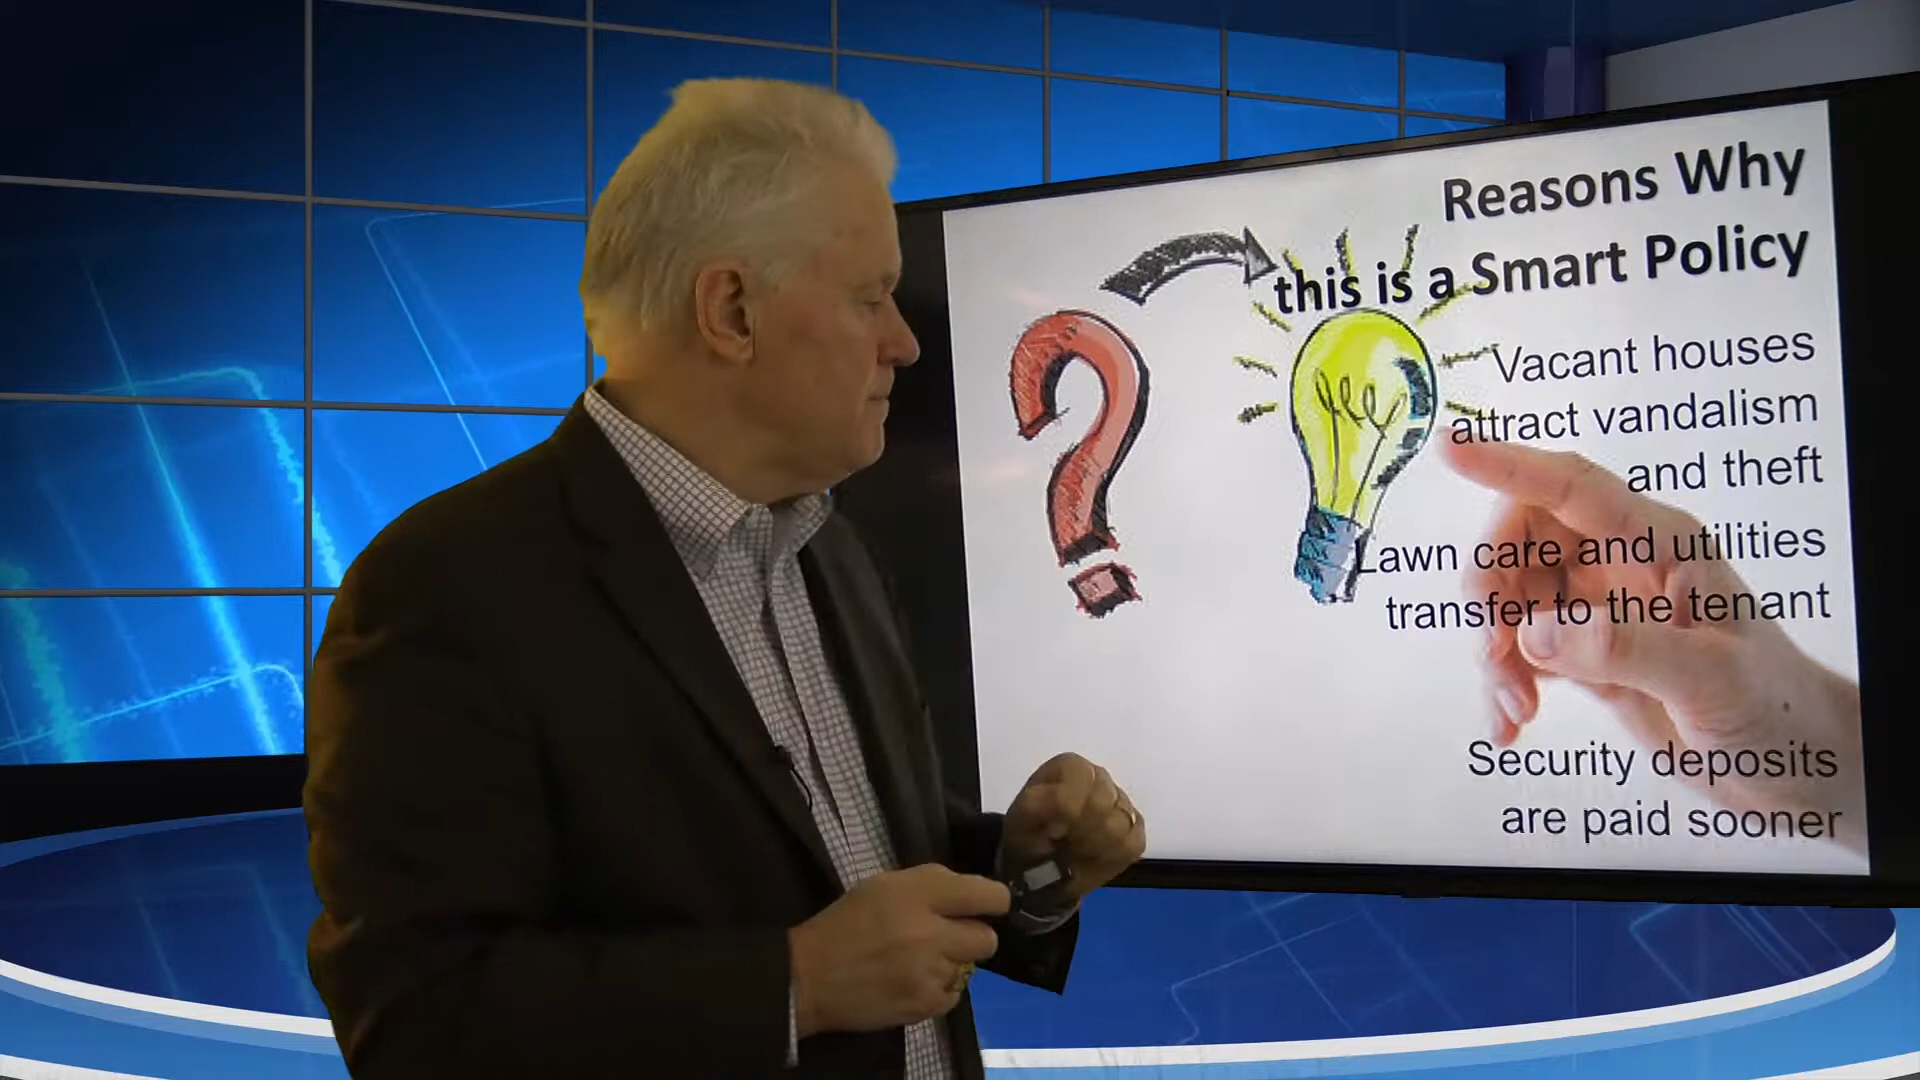 Reasons Why
this is a Smart Policy
Vacant houses
attract vandalism
and theft
Lawn care and utilities
transfer to the tenant
Security deposits
are paid sooner